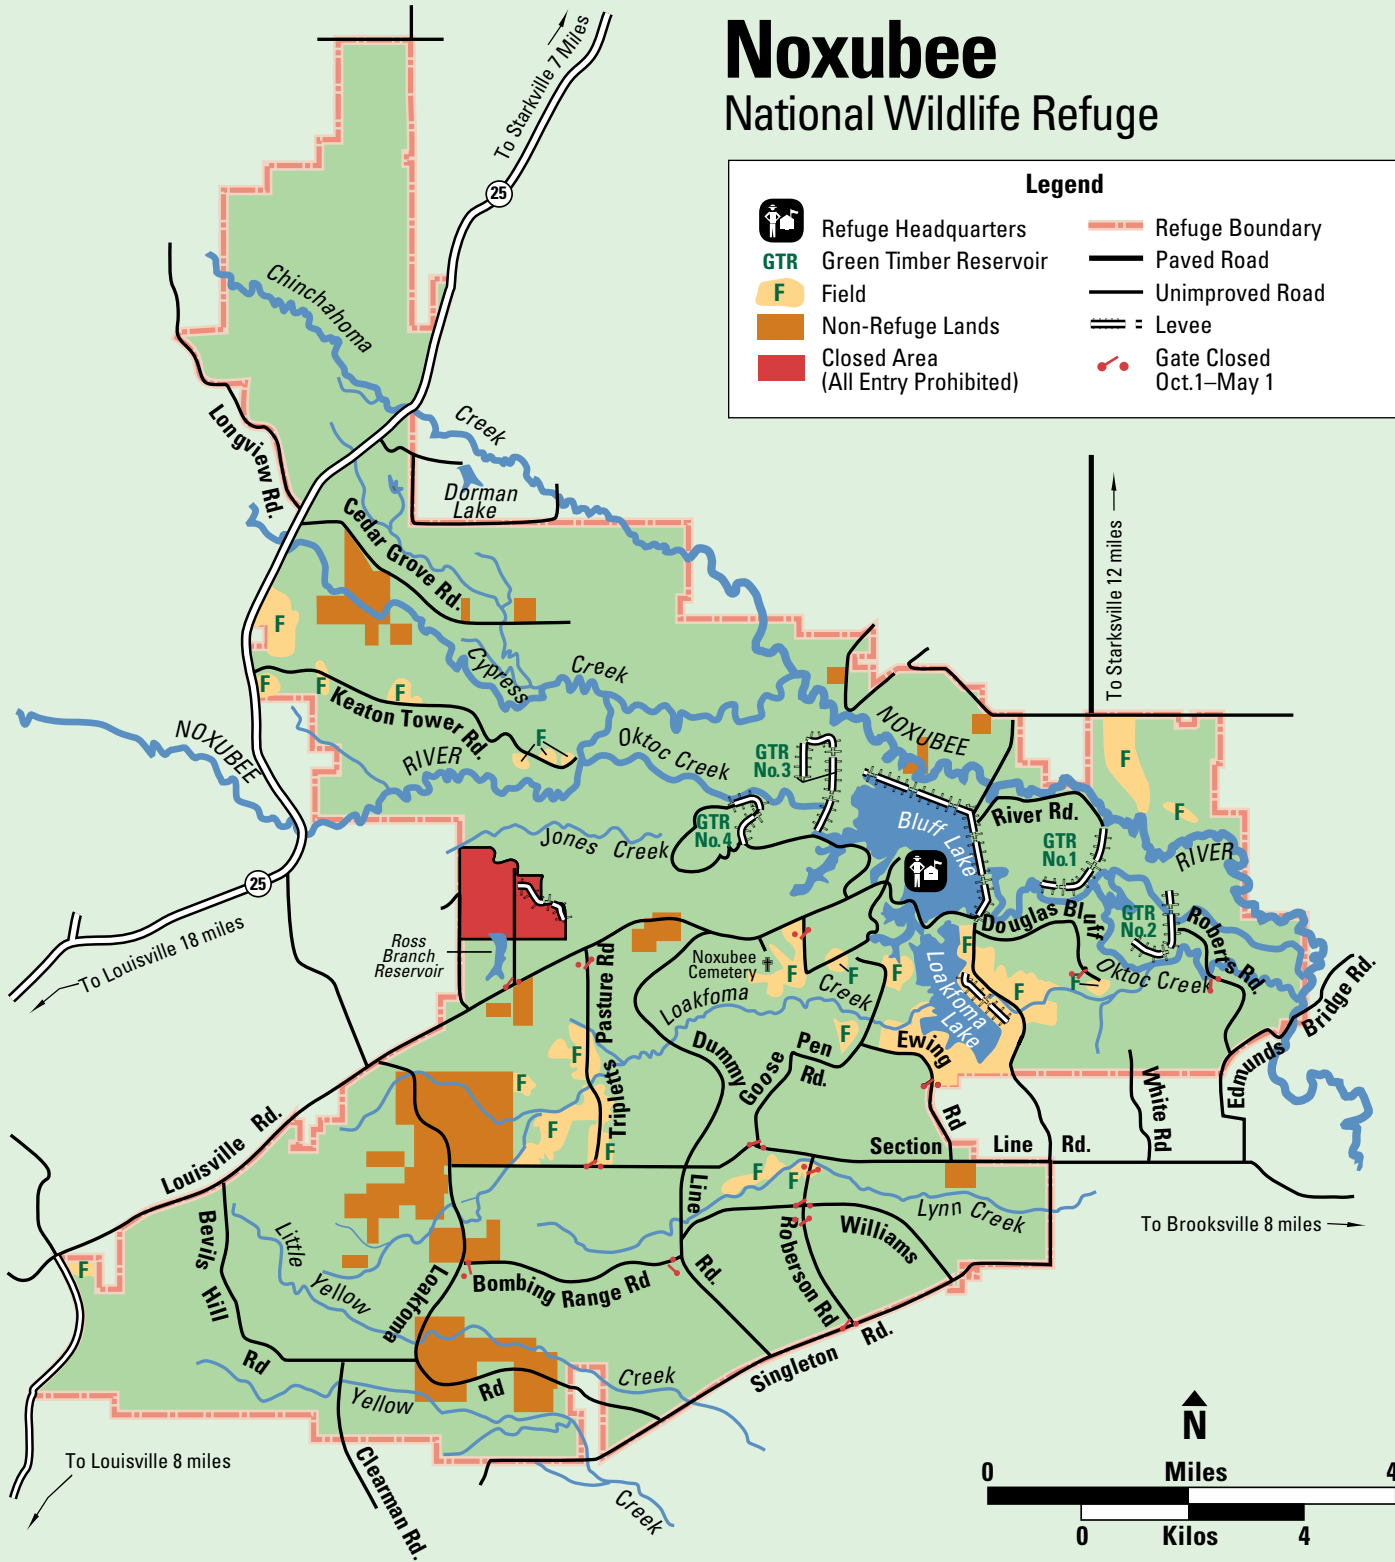 Noxubee
National Wildlife Refuge
Legend
Refuge Headquarters
GTR Green Timber Reservoir
F Field
Non-Refuge Lands
Closed Area
(All Entry Prohibited)
Refuge Boundary
Paved Road
Unimproved Road
Levee
Gate Closed
Oct.1–May 1
To Starkville 7 Miles
25
Chinchahoma
Creek
Longview Rd.
Dorman
Lake
Cedar Grove Rd.
To Starksville 12 miles
F
Cypress
Creek
F
F
F
Keaton Tower Rd.
NOXUBEE
RIVER
F
Oktoc Creek
NOXUBEE
GTR
No.3
F
F
River Rd.
GTR
No.4
Bluff Lake
GTR
No.1
RIVER
Jones Creek
25
To Louisville 18 miles
Ross
Branch
Reservoir
Douglas Bluff
GTR
No.2
Roberts Rd.
Noxubee
Cemetery
F
F
F
F
F
F
Oktoc Creek
Loakfoma
Creek
Loakfoma
Lake
Edmunds Bridge Rd.
Tripletts Pasture Rd
F
F
F
F
Dummy
Line
Rd.
Goose
Pen
Rd.
F
Ewing
Rd
White Rd
Louisville Rd.
Section
Line
Rd.
F
F
Lynn Creek
To Brooksville 8 miles
Bevils
Hill
Rd
Little
Yellow
Creek
Loakfoma
Rd
Bombing Range Rd
Roberson Rd
Williams
F
Singleton
Rd.
Yellow
Creek
Clearman Rd.
To Louisville 8 miles
N
0 Miles 4
0 Kilos 4